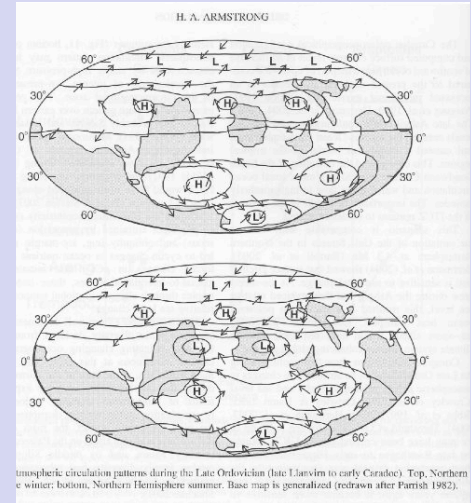 H. A. ARMSTRONG
60° L L L L 60°
30° H H H 30°
0° 0°
30° H H 30°
60° L 60°
60° L L L L 60°
30° H H H 30°
0° L L 0°
30° H H 30°
60° L 60°
tmospheric circulation patterns during the Late Ordovician (late Llanvirn to early Caradoc). Top, Northern
e winter; bottom, Northern Hemisphere summer. Base map is generalized (redrawn after Parrish 1982).